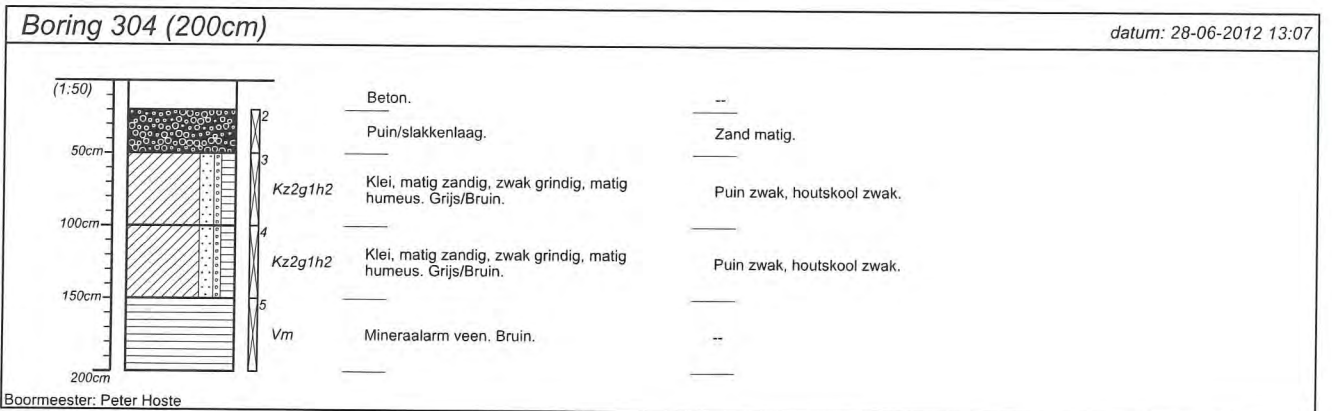 Boring 304 (200cm)
datum: 28-06-2012 13:07
(1:50)
Beton.
--
2
Puin/slakkenlaag.
Zand matig.
50cm
3
Kz2g1h2
Klei, matig zandig, zwak grindig, matig
humeus. Grijs/Bruin.
Puin zwak, houtskool zwak.
100cm
4
Kz2g1h2
Klei, matig zandig, zwak grindig, matig
humeus. Grijs/Bruin.
Puin zwak, houtskool zwak.
150cm
5
Vm
Mineraalarm veen. Bruin.
--
200cm
Boormeester: Peter Hoste